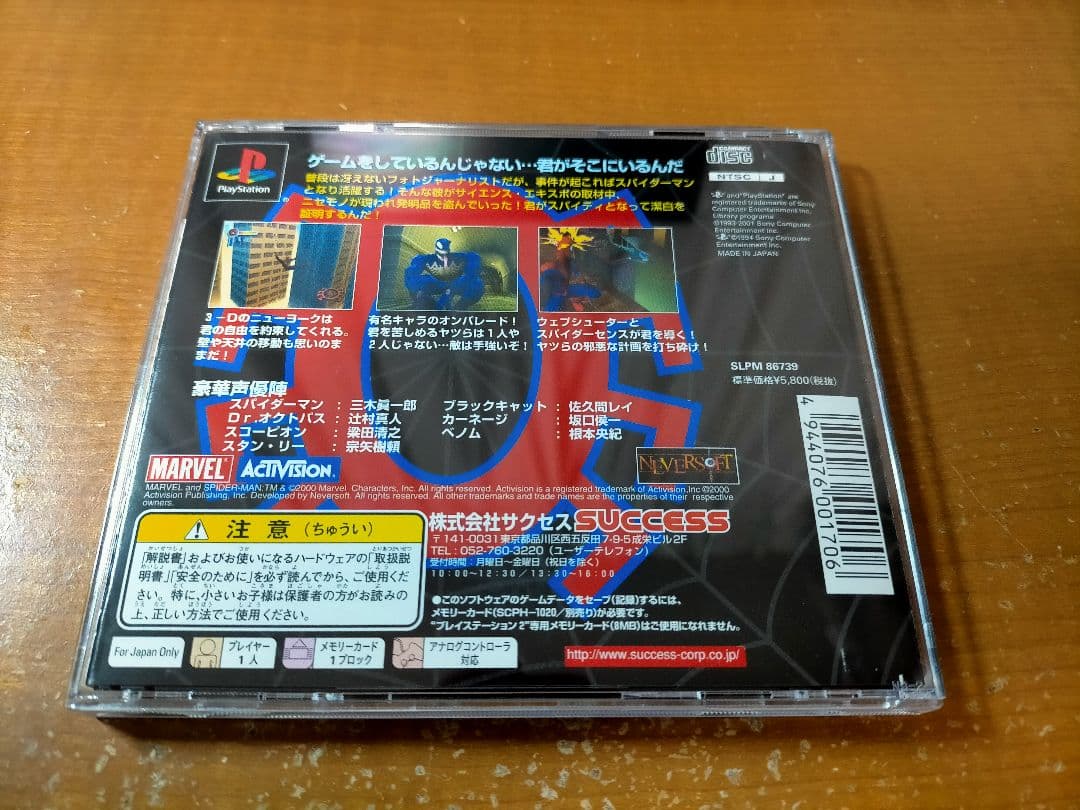 PlayStation
ゲームをしているんじゃない…君がそこにいるんだ
普段は冴えないフォトジャーナリストだが、事件が起こればスパイダーマン
となり活躍する!そんな彼がサイエンス・エキスポの取材中、
ニセモノが現われ発明品を盗んでいった!君がスパイディとなって潔白を
証明するんだ!
COMPACT
disc
NTSC J
and "PlayStation" are
registered trademarks of Sony
Computer Entertainment Inc.
Library programs
©1993-2001 Sony Computer
Entertainment Inc.
©1994 Sony Computer
Entertainment Inc.
MADE IN JAPAN
3-Dのニューヨークは
君の自由を約束してくれる。
壁や天井の移動も思いのま
まだ!
有名キャラのオンパレード!
君を苦しめるヤツらは1人や
2人じゃない…敵は手強いぞ!
ウェブシューターと
スパイダーセンスが君を導く!
ヤツらの邪悪な計画を打ち砕け!
SLPM 86739
標準価格¥5,800(税抜)
豪華声優陣
スパイダーマン : 三木眞一郎
Dr.オクトパス : 辻村真人
スコーピオン : 梁田清之
スタン・リー : 宗矢樹頼
ブラックキャット : 佐久間レイ
カーネージ : 坂口候一
ベノム : 根本央紀
4 944076 001706
MARVEL ACTIVISION.
NEVERSOFT
MARVEL and SPIDER-MAN:TM &©2000 Marvel Characters, Inc. All rights reserved. Activision is a registered trademark of Activision,Inc ©2000
Activision Publishing, Inc. Developed by Neversoft. All rights reserved. All other trademarks and trade names are the properties of their respective
owners.
注意(ちゅうい)
「解説書」およびお使いになるハードウェアの「取扱説
明書」「安全のために」を必ず読んでから、ご使用くだ
さい。特に、小さいお子様は保護者の方がお読みの
上、正しい方法でご使用ください。
株式会社サクセス SUCCESS
〒141-0031 東京都品川区西五反田7-9-5成栄ビル2F
TEL:052-760-3220(ユーザーテレフォン)
受付時間:月曜日~金曜日(祝日を除く)
10:00~12:30/13:30~16:00
●このソフトウェアのゲームデータをセーブ(記録)するには、
メモリーカード(SCPH-1020/別売り)が必要です。
"プレイステーション 2"専用メモリーカード(8MB)はご使用になれません。
For Japan Only
プレイヤー
1人
メモリーカード
1ブロック
アナログコントローラ
対応
http://www.success-corp.co.jp/